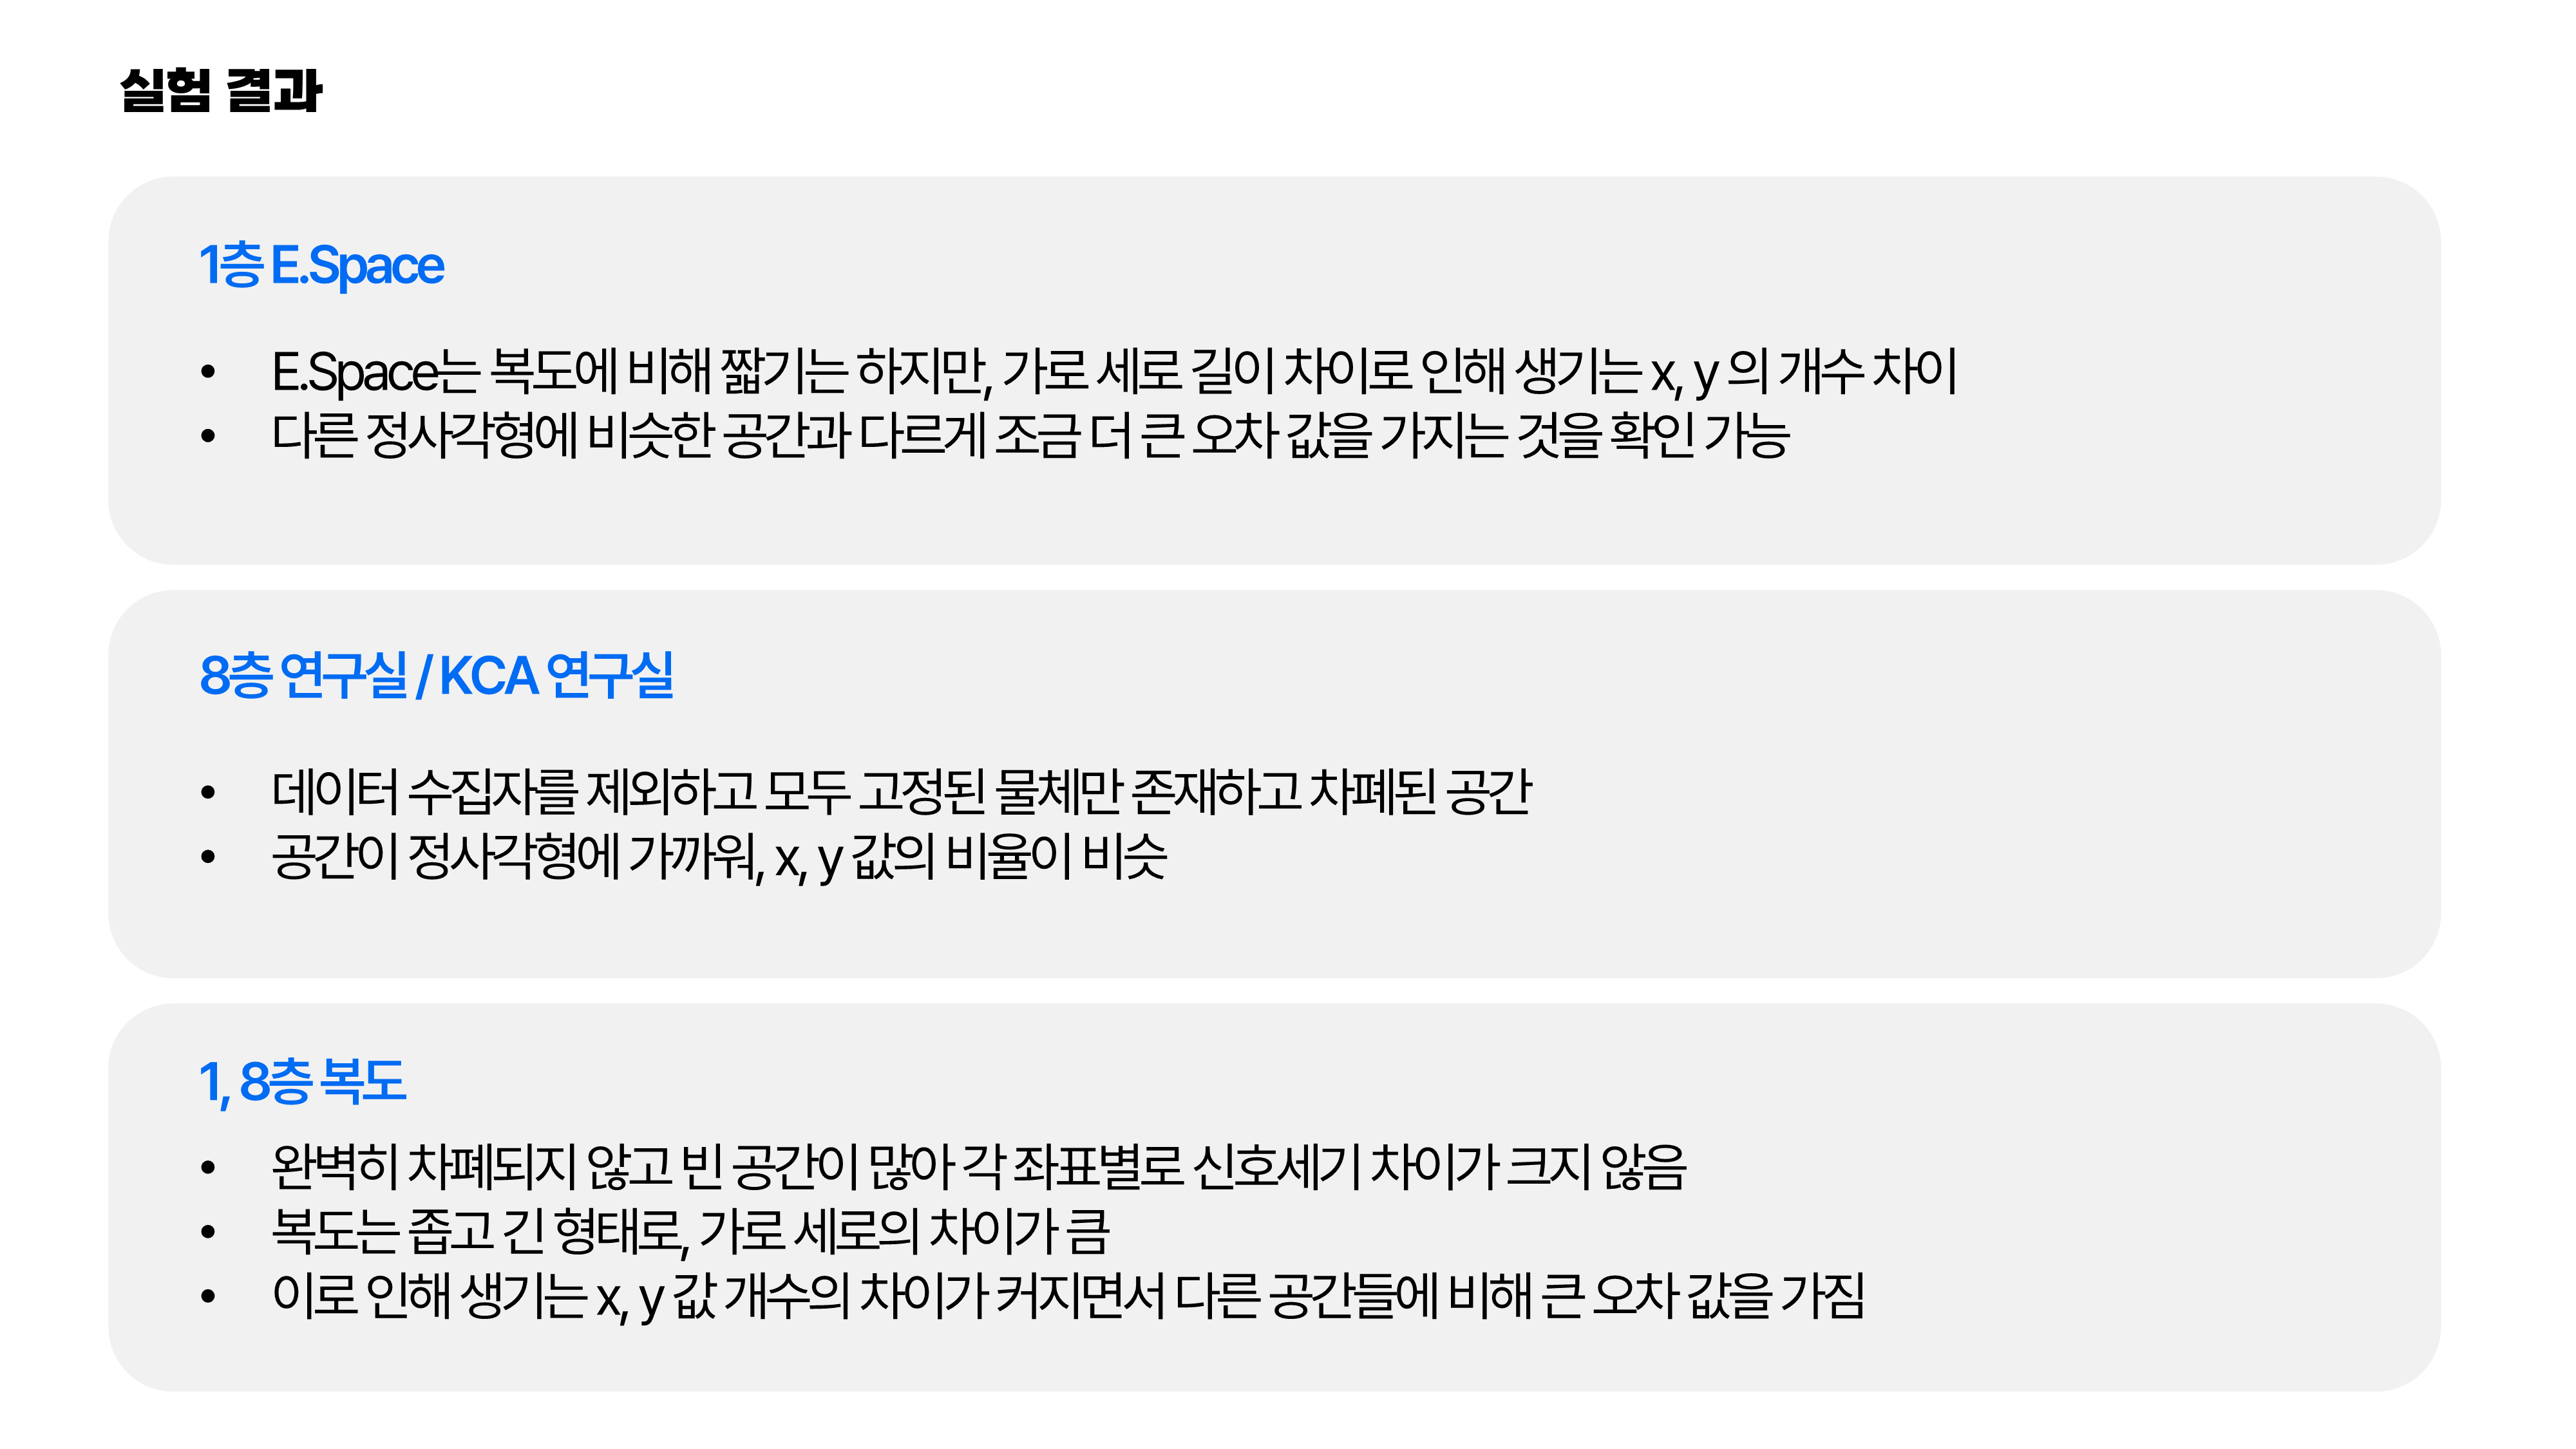 실험 결과
1층 E.Space
• E.Space는 복도에 비해 짧기는 하지만, 가로 세로 길이 차이로 인해 생기는 x, y 의 개수 차이
• 다른 정사각형에 비슷한 공간과 다르게 조금 더 큰 오차 값을 가지는 것을 확인 가능
8층 연구실 / KCA 연구실
• 데이터 수집자를 제외하고 모두 고정된 물체만 존재하고 차폐된 공간
• 공간이 정사각형에 가까워, x, y 값의 비율이 비슷
1, 8층 복도
• 완벽히 차폐되지 않고 빈 공간이 많아 각 좌표별로 신호세기 차이가 크지 않음
• 복도는 좁고 긴 형태로, 가로 세로의 차이가 큼
• 이로 인해 생기는 x, y 값 개수의 차이가 커지면서 다른 공간들에 비해 큰 오차 값을 가짐